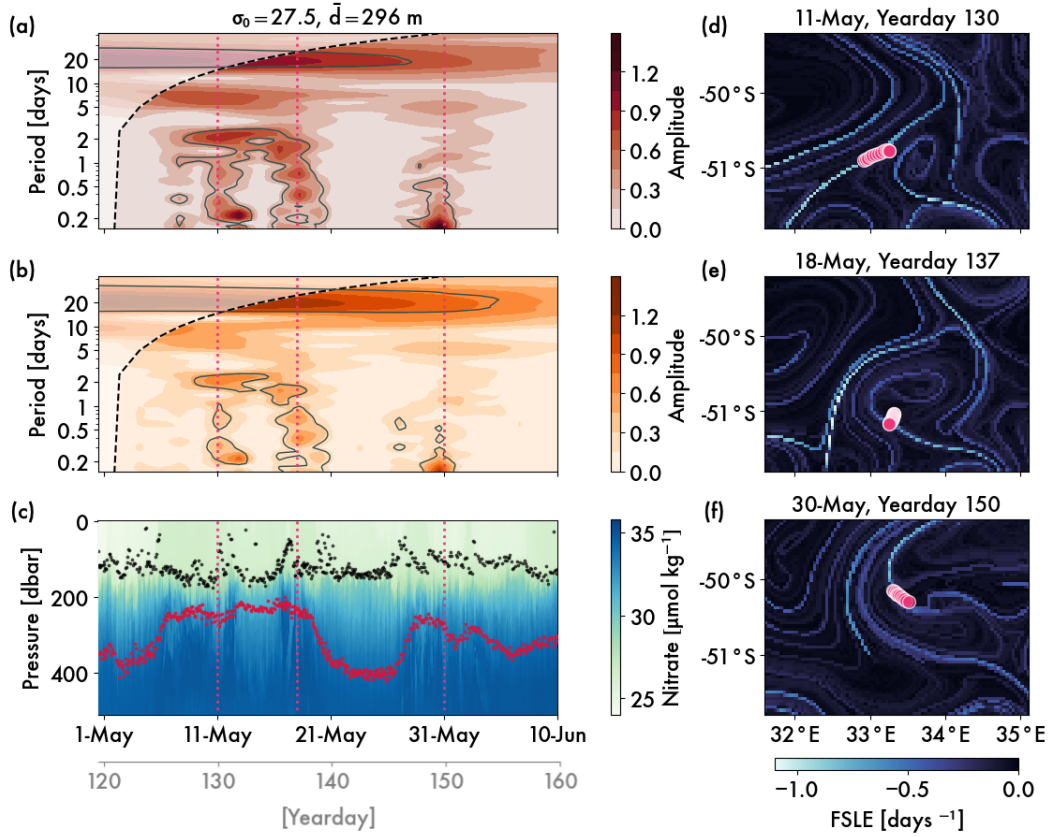 σ₀=27.5, d̄=296 m
(a)
20
10
5
2
1
0.5
0.2
Period [days]
1.2
0.9
0.6
0.3
0.0
Amplitude
(b)
20
10
5
2
1
0.5
0.2
Period [days]
1.2
0.9
0.6
0.3
0.0
Amplitude
(c)
0
200
400
Pressure [dbar]
35
30
25
Nitrate [μmol kg⁻¹]
1-May 11-May 21-May 31-May 10-Jun
120 130 140 150 160
[Yearday]
11-May, Yearday 130
(d)
-50°S
-51°S
18-May, Yearday 137
(e)
-50°S
-51°S
30-May, Yearday 150
(f)
-50°S
-51°S
32°E 33°E 34°E 35°E
−1.0 −0.5 0.0
FSLE [days ⁻¹]